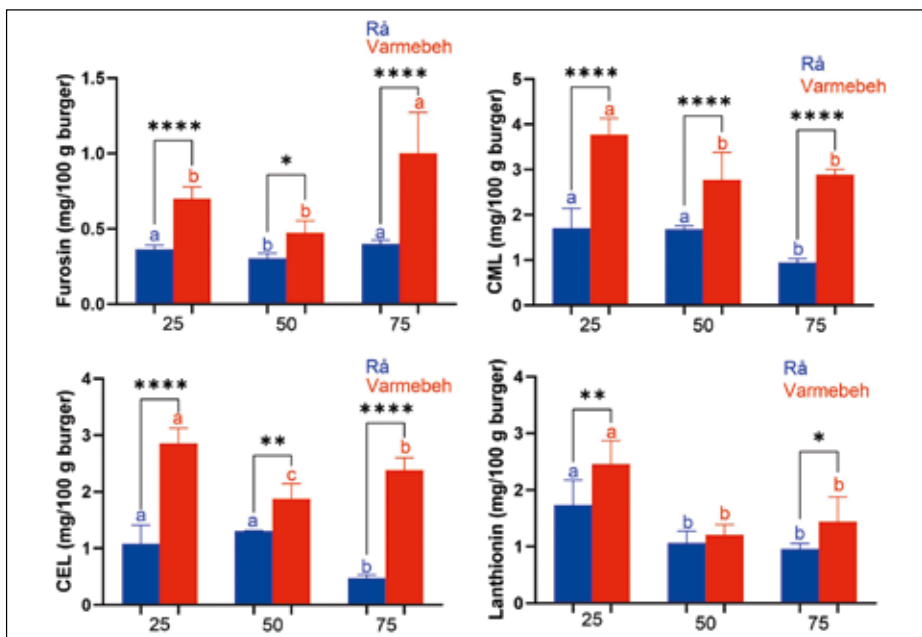 Rå
Varmebeh
Furosin (mg/100 g burger)
1.5
1.0
0.5
0.0
****
*
****
a
b
b
b
a
a
25
50
75
Rå
Varmebeh
CML (mg/100 g burger)
5
4
3
2
1
0
****
****
****
a
a
a
b
b
b
25
50
75
Rå
Varmebeh
CEL (mg/100 g burger)
4
3
2
1
0
****
**
****
a
a
a
c
b
b
25
50
75
Rå
Varmebeh
Lanthionin (mg/100 g burger)
4
3
2
1
0
**
*
a
a
b
b
b
b
25
50
75